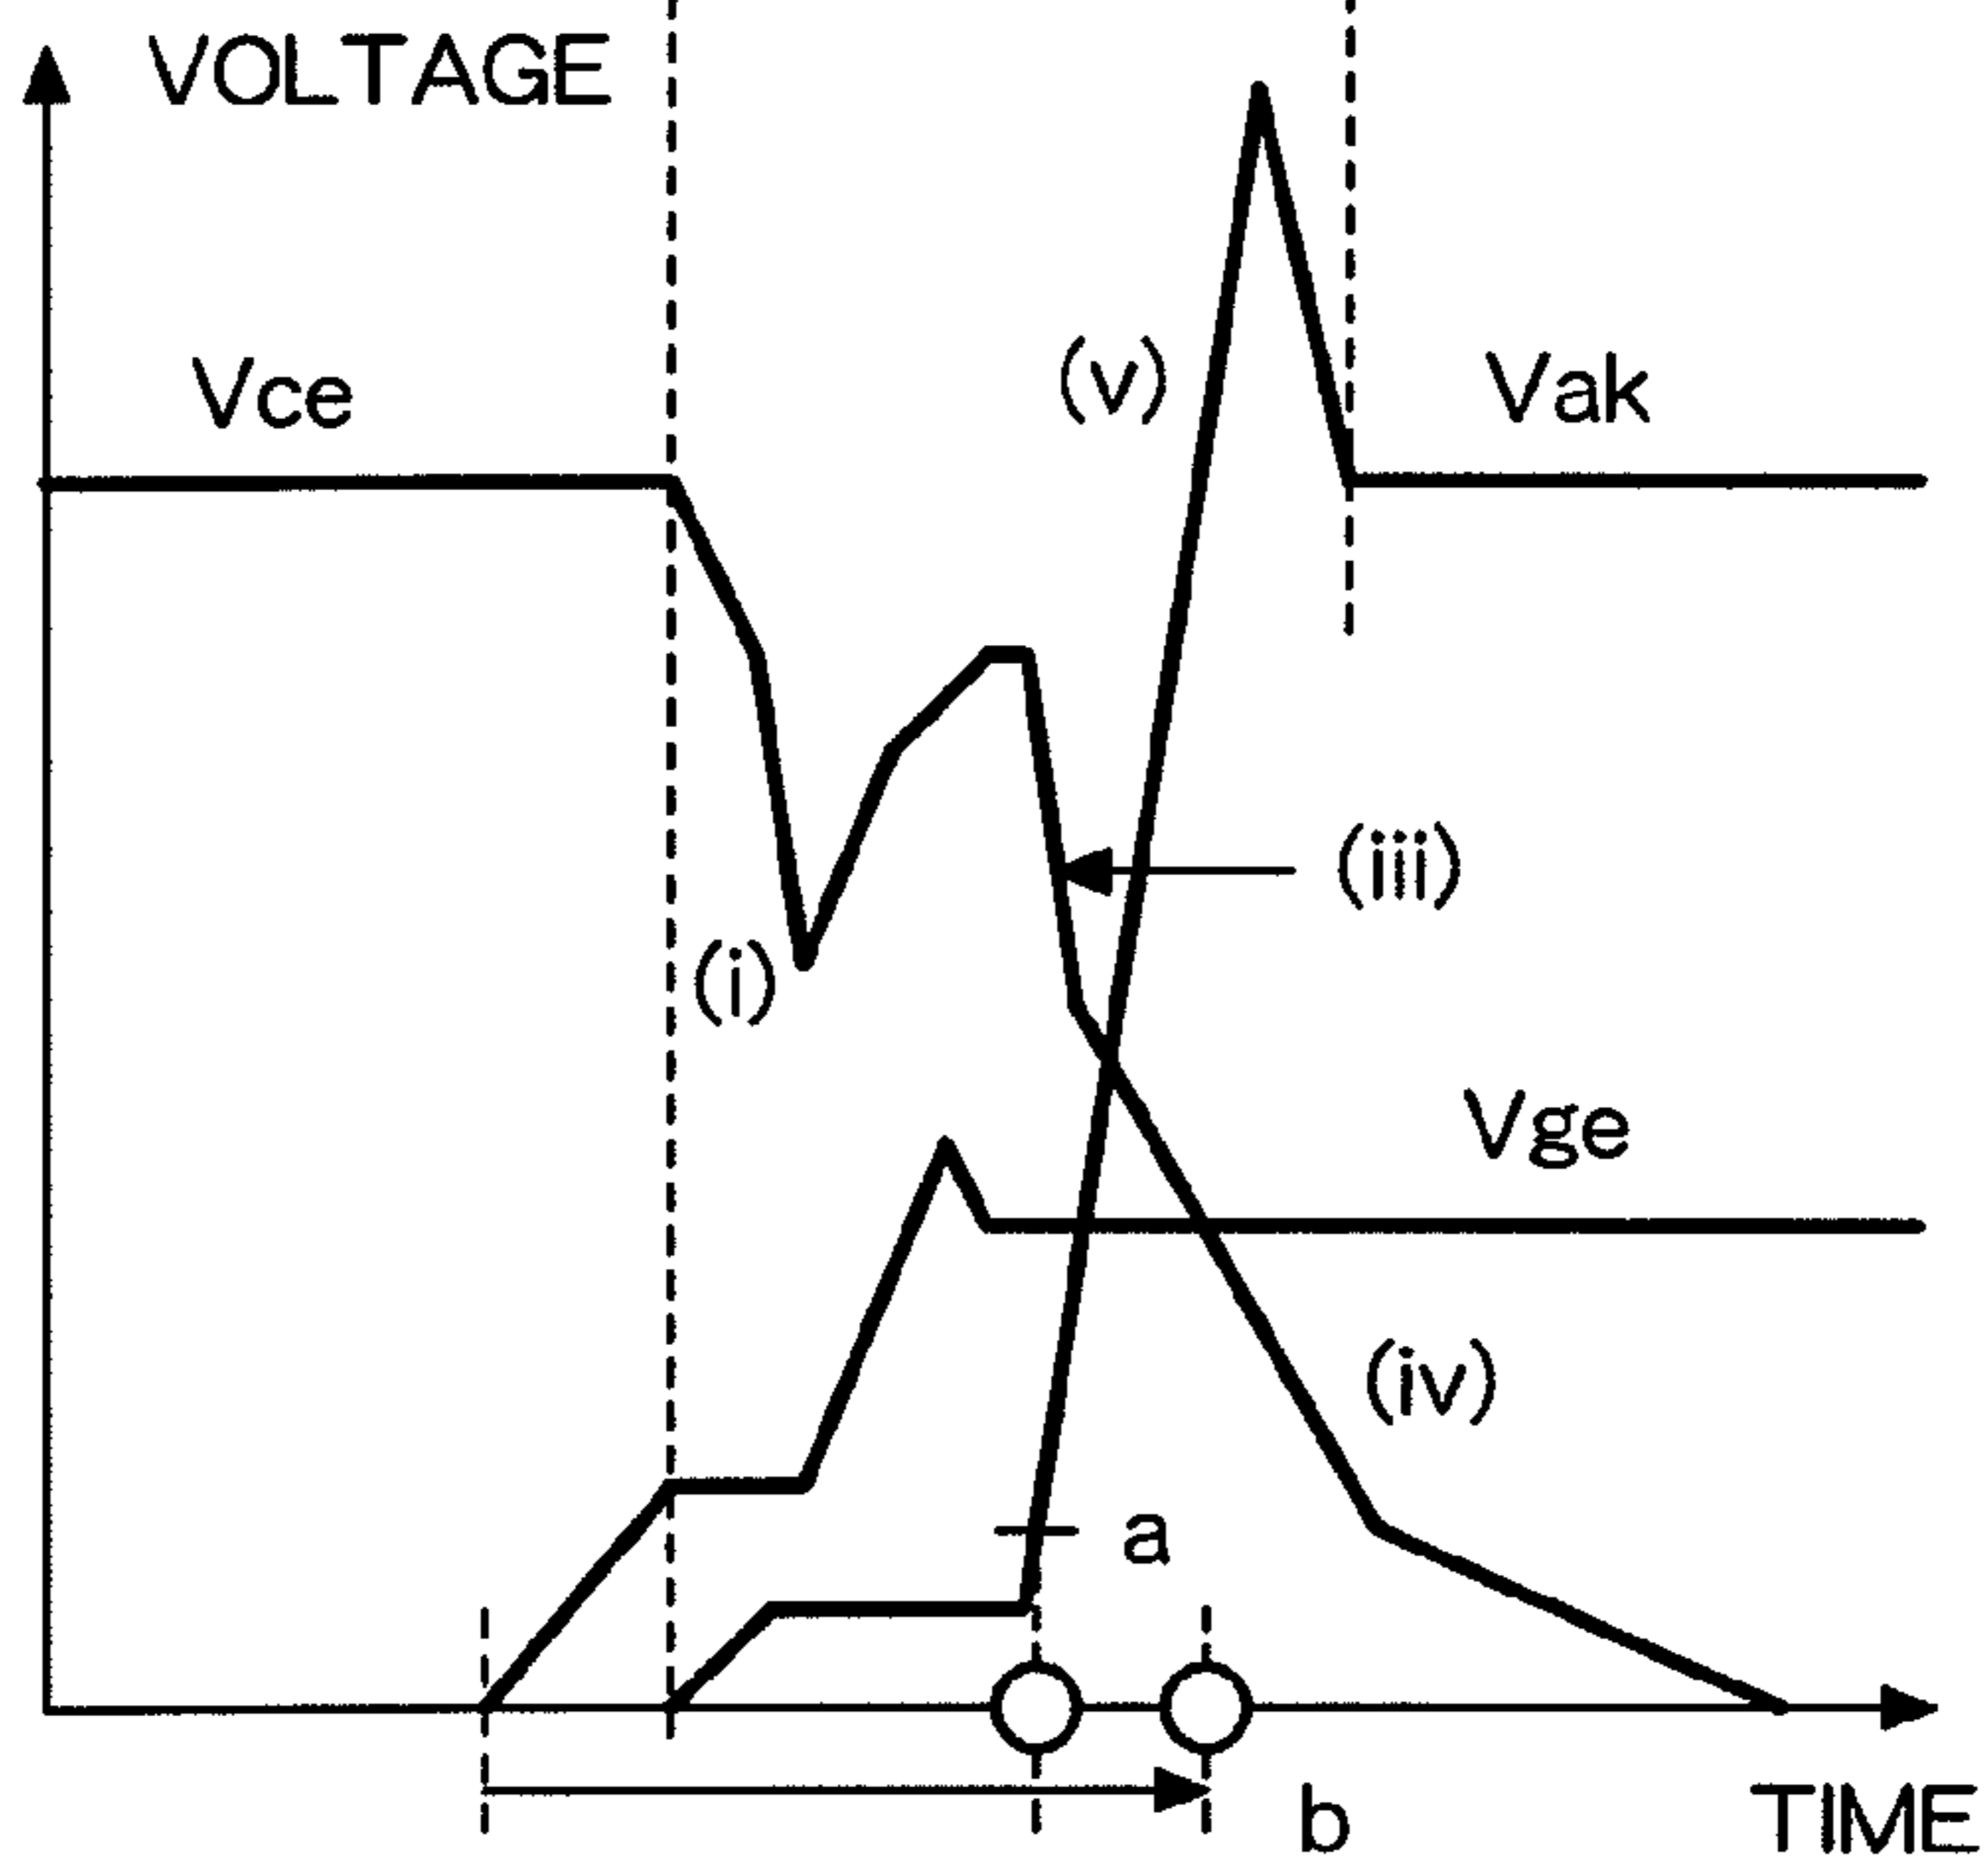 VOLTAGE
Vce
(v)
Vak
(iii)
(i)
Vge
(iv)
a
b
TIME